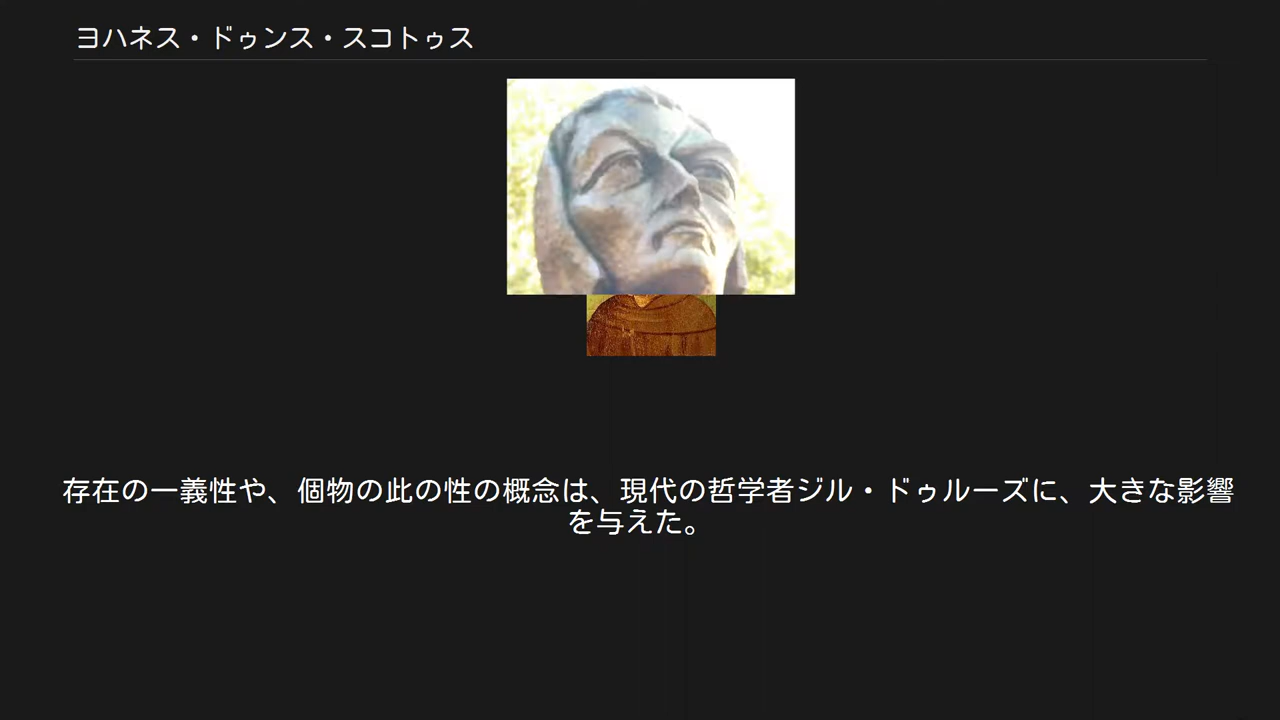 ヨハネス・ドゥンス・スコトゥス
存在の一義性や、個物の此の性の概念は、現代の哲学者ジル・ドゥルーズに、大きな影響
を与えた。